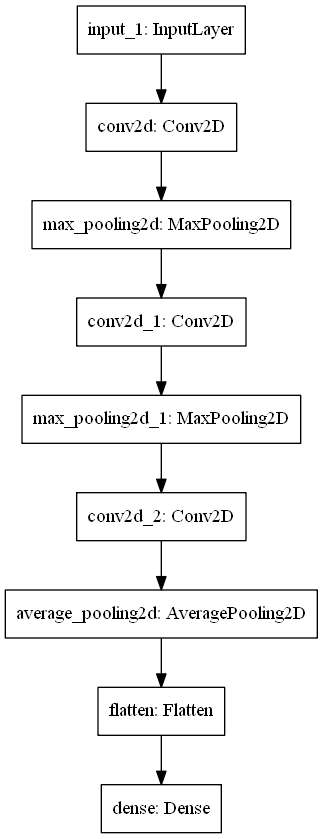 input_1: InputLayer
conv2d: Conv2D
max_pooling2d: MaxPooling2D
conv2d_1: Conv2D
max_pooling2d_1: MaxPooling2D
conv2d_2: Conv2D
average_pooling2d: AveragePooling2D
flatten: Flatten
dense: Dense